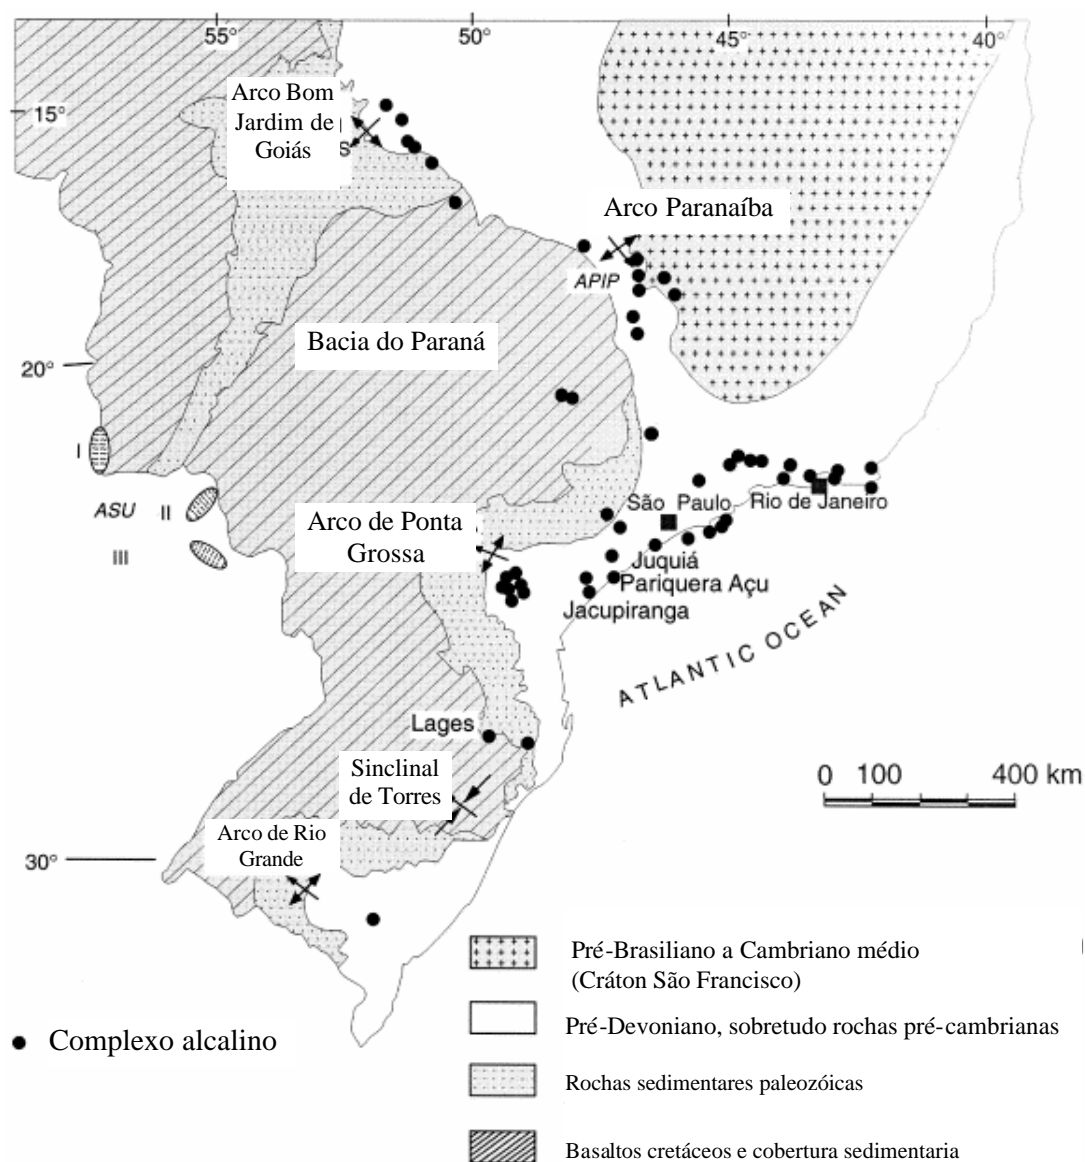 55°
50°
45°
40°
15°
Arco Bom
Jardim de
Goiás
S
Arco Paranaíba
APIP
Bacia do Paraná
20°
I
ASU II
III
São Paulo
Rio de Janeiro
Arco de Ponta
Grossa
Juquiá
Pariquera Açu
Jacupiranga
ATLANTIC OCEAN
Lages
Sinclinal
de Torres
0 100 400 km
Arco de Rio
Grande
30°
Pré-Brasiliano a Cambriano médio
(Cráton São Francisco)
Pré-Devoniano, sobretudo rochas pré-cambrianas
Complexo alcalino
Rochas sedimentares paleozóicas
Basaltos cretáceos e cobertura sedimentaria